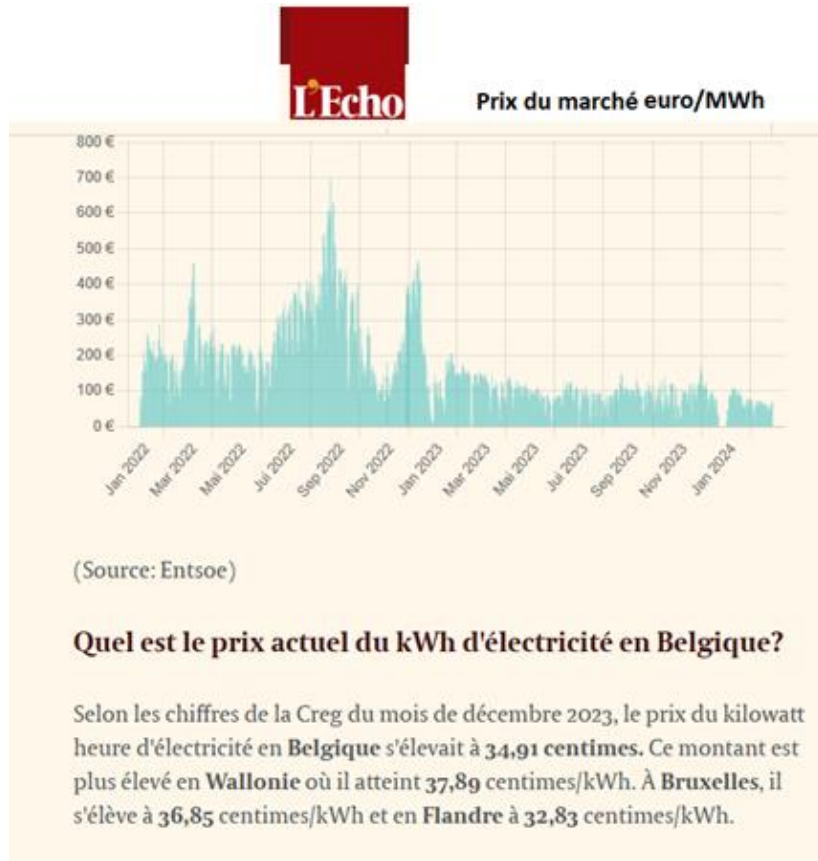 L'Echo
Prix du marché euro/MWh
800 €
700 €
600 €
500 €
400 €
300 €
200 €
100 €
0 €
Jan 2022
Mar 2022
Mai 2022
Jul 2022
Sep 2022
Nov 2022
Jan 2023
Mar 2023
Mai 2023
Jul 2023
Sep 2023
Nov 2023
Jan 2024
(Source: Entsoe)
Quel est le prix actuel du kWh d'électricité en Belgique?
Selon les chiffres de la Creg du mois de décembre 2023, le prix du kilowatt
heure d'électricité en Belgique s'élevait à 34,91 centimes. Ce montant est
plus élevé en Wallonie où il atteint 37,89 centimes/kWh. À Bruxelles, il
s'élève à 36,85 centimes/kWh et en Flandre à 32,83 centimes/kWh.